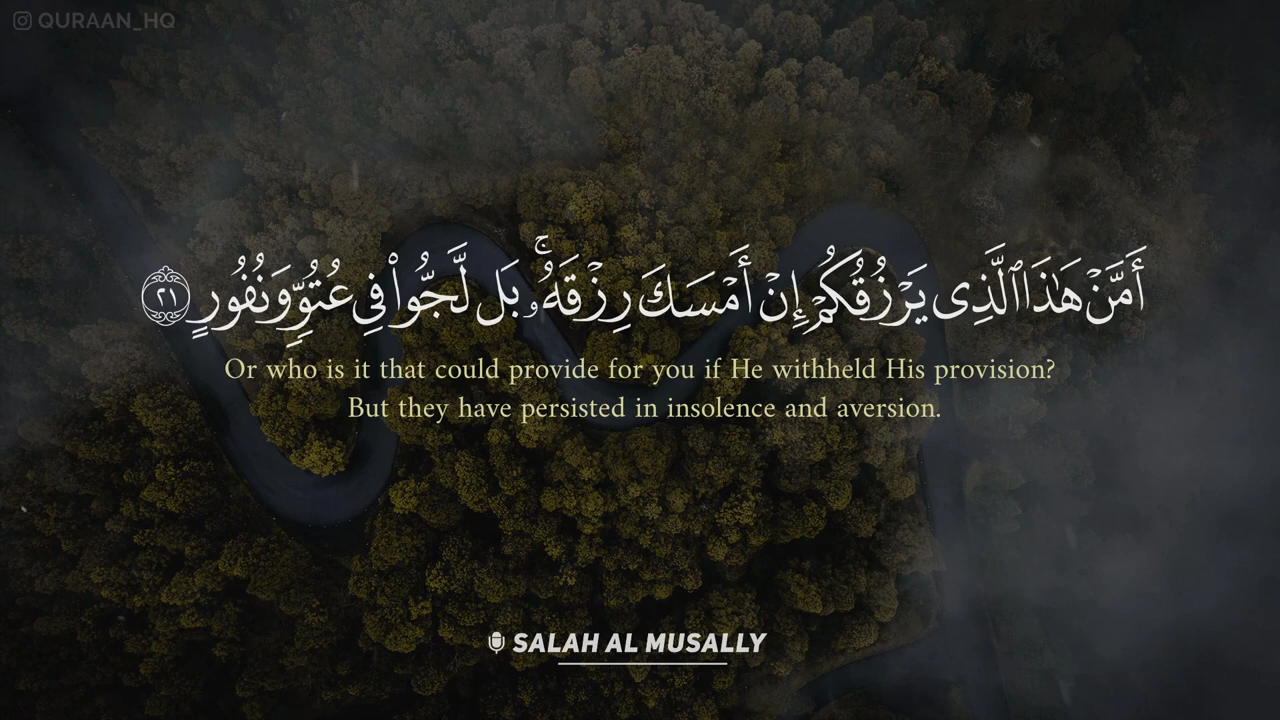 QURAAN_HQ
أَمَّنْ هَٰذَا ٱلَّذِى يَرْزُقُكُمْ إِنْ أَمْسَكَ رِزْقَهُۥ ۚ بَل لَّجُّوا۟ فِى عُتُوٍّ وَنُفُورٍ ٢١
Or who is it that could provide for you if He withheld His provision?
But they have persisted in insolence and aversion.
SALAH AL MUSALLY